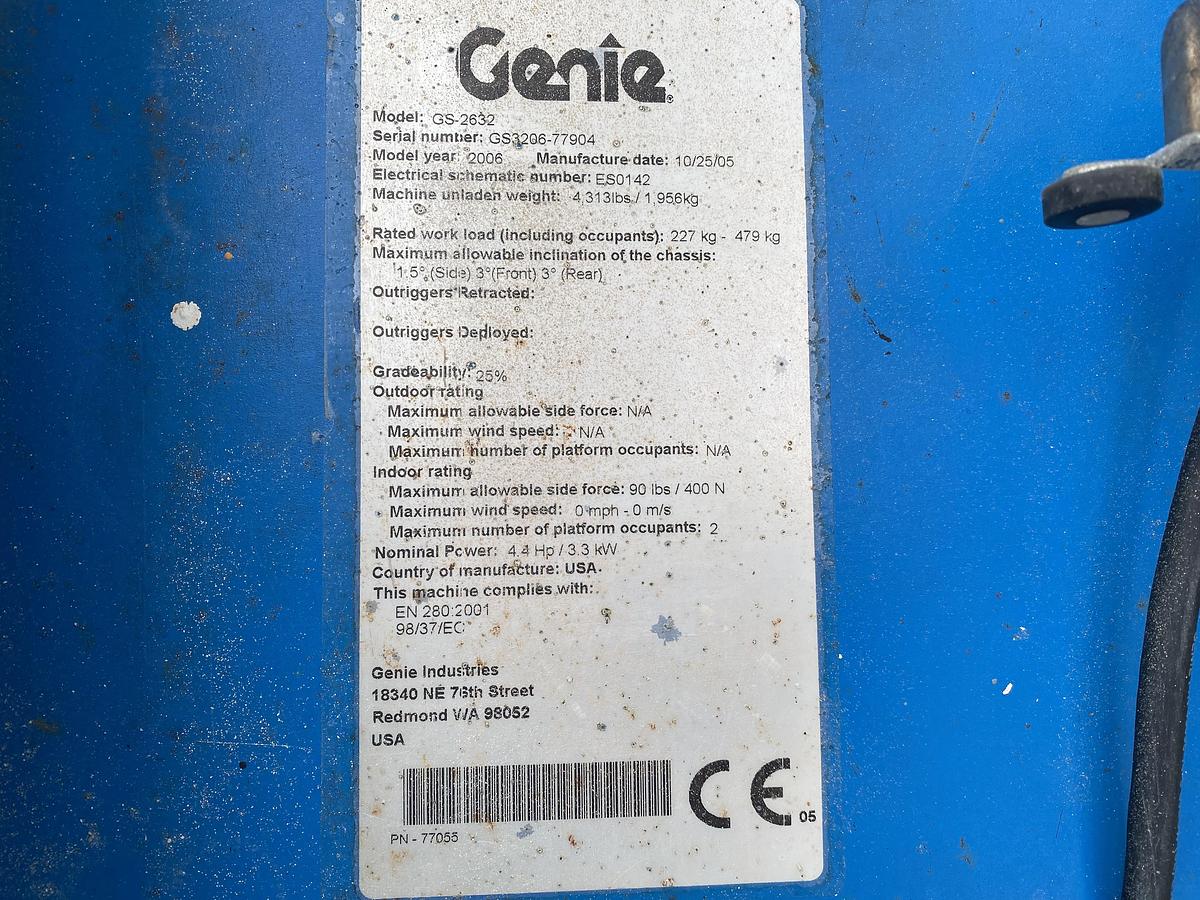 Genie
Model: GS-2632
Serial number: GS3206-77904
Model year: 2006 Manufacture date: 10/25/05
Electrical schematic number: ES0142
Machine unladen weight: 4,313lbs / 1,956kg
Rated work load (including occupants): 227 kg - 479 kg
Maximum allowable inclination of the chassis:
1.5° (Side) 3°(Front) 3° (Rear)
Outriggers Retracted:
Outriggers Deployed:
Gradeability: 25%
Outdoor rating
Maximum allowable side force: N/A
Maximum wind speed: N/A
Maximum number of platform occupants: N/A
Indoor rating
Maximum allowable side force: 90 lbs / 400 N
Maximum wind speed: 0 mph - 0 m/s
Maximum number of platform occupants: 2
Nominal Power: 4.4 Hp / 3.3 kW
Country of manufacture: USA
This machine complies with:
EN 280:2001
98/37/EC
Genie Industries
18340 NE 76th Street
Redmond WA 98052
USA
CE 05
PN - 77055